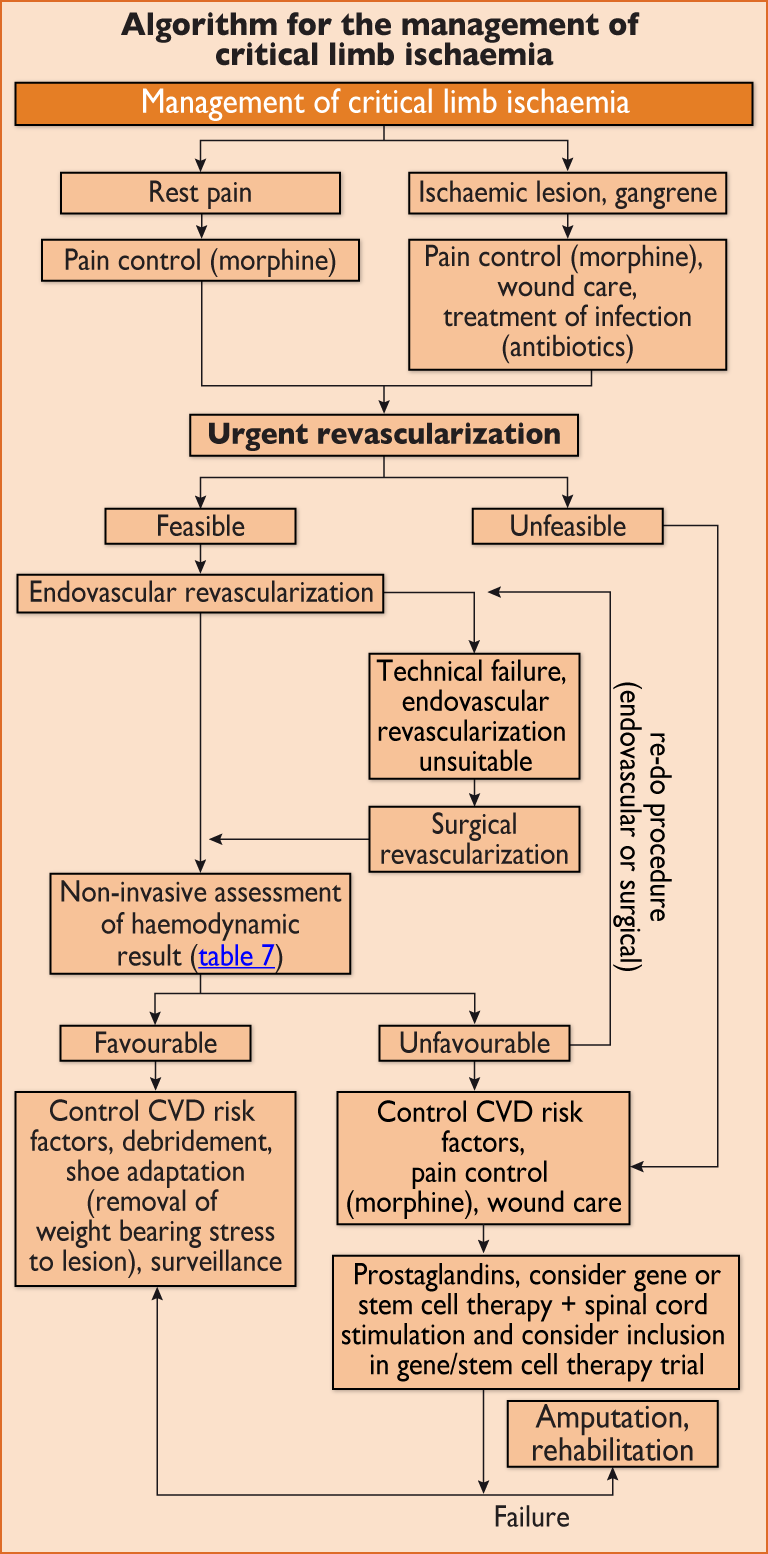 Algorithm for the management of
critical limb ischaemia
Management of critical limb ischaemia
Rest pain
Ischaemic lesion, gangrene
Pain control (morphine)
Pain control (morphine),
wound care,
treatment of infection
(antibiotics)
Urgent revascularization
Feasible
Unfeasible
Endovascular revascularization
Technical failure,
endovascular
revascularization
unsuitable
Surgical
revascularization
re-do procedure
(endovascular or surgical)
Non-invasive assessment
of haemodynamic
result (table 7)
Favourable
Unfavourable
Control CVD risk
factors, debridement,
shoe adaptation
(removal of
weight bearing stress
to lesion), surveillance
Control CVD risk
factors,
pain control
(morphine), wound care
Prostaglandins, consider gene or
stem cell therapy + spinal cord
stimulation and consider inclusion
in gene/stem cell therapy trial
Amputation,
rehabilitation
Failure